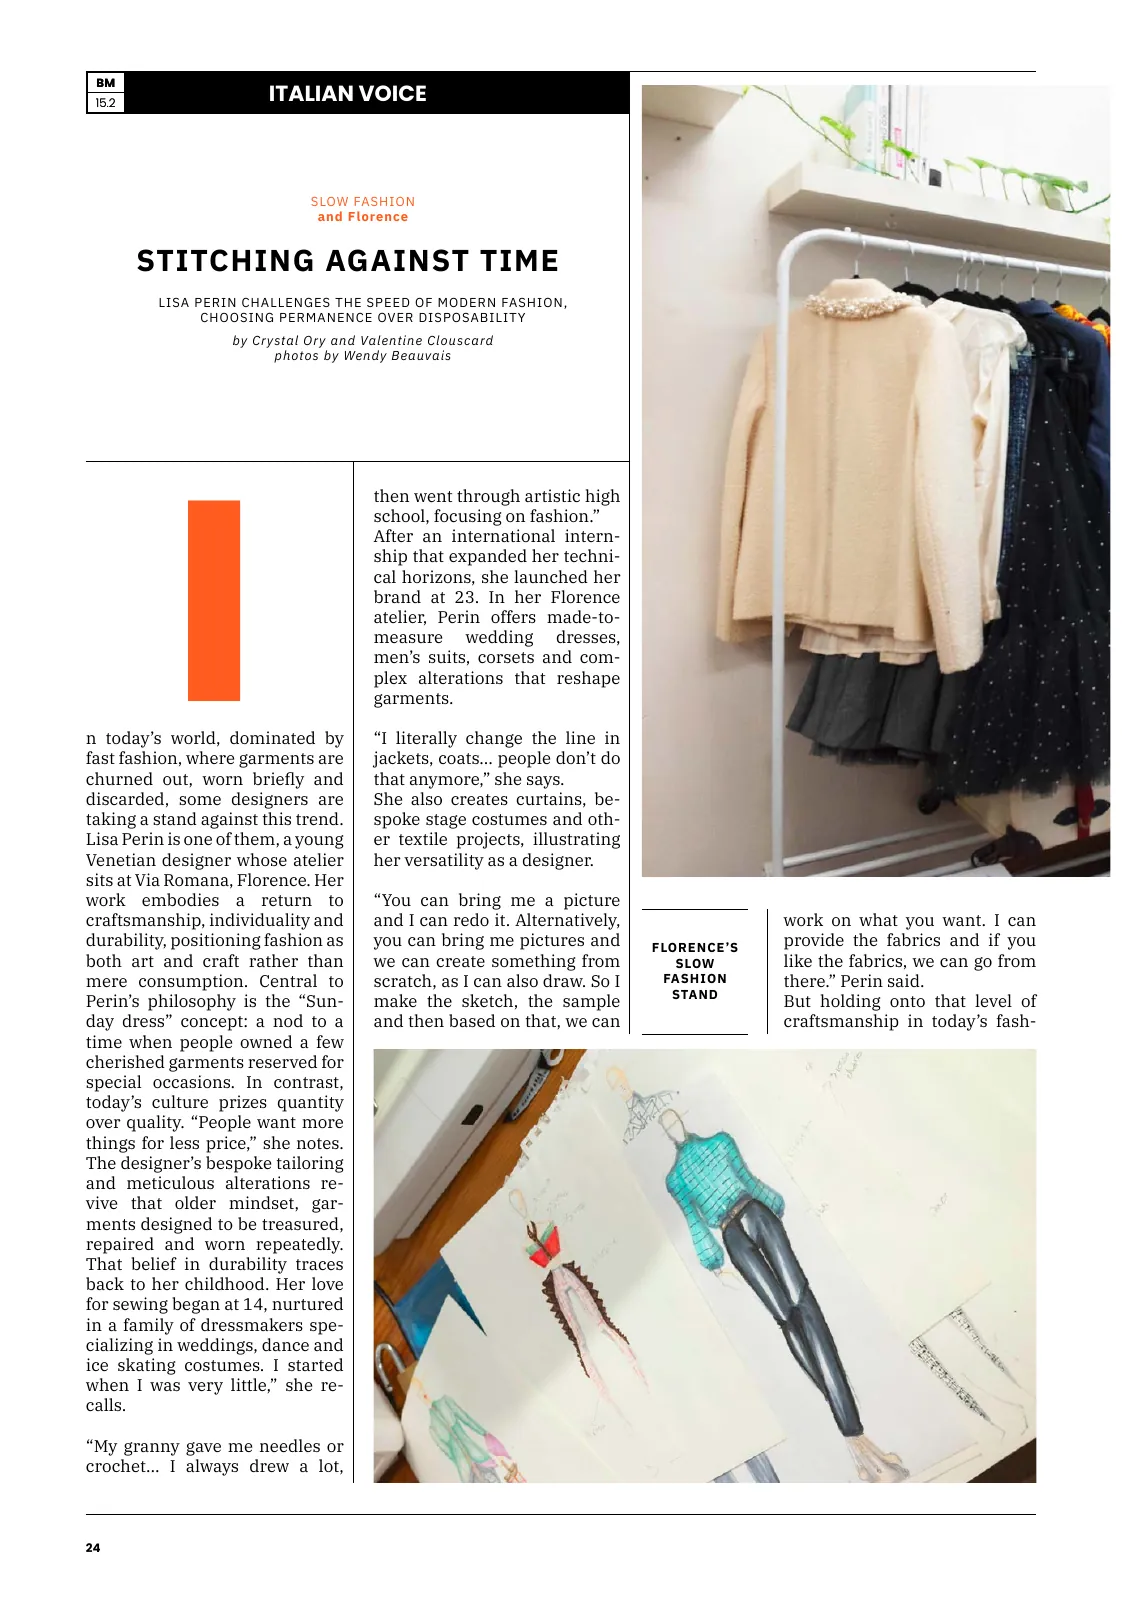 BM
15.2
ITALIAN VOICE
SLOW FASHION
and Florence
STITCHING AGAINST TIME
LISA PERIN CHALLENGES THE SPEED OF MODERN FASHION,
CHOOSING PERMANENCE OVER DISPOSABILITY
by Crystal Ory and Valentine Clouscard
photos by Wendy Beauvais
I
n today’s world, dominated by
fast fashion, where garments are
churned out, worn briefly and
discarded, some designers are
taking a stand against this trend.
Lisa Perin is one of them, a young
Venetian designer whose atelier
sits at Via Romana, Florence. Her
work embodies a return to
craftsmanship, individuality and
durability, positioning fashion as
both art and craft rather than
mere consumption. Central to
Perin’s philosophy is the “Sun-
day dress” concept: a nod to a
time when people owned a few
cherished garments reserved for
special occasions. In contrast,
today’s culture prizes quantity
over quality. “People want more
things for less price,” she notes.
The designer’s bespoke tailoring
and meticulous alterations re-
vive that older mindset, gar-
ments designed to be treasured,
repaired and worn repeatedly.
That belief in durability traces
back to her childhood. Her love
for sewing began at 14, nurtured
in a family of dressmakers spe-
cializing in weddings, dance and
ice skating costumes. I started
when I was very little,” she re-
calls.
“My granny gave me needles or
crochet... I always drew a lot,
then went through artistic high
school, focusing on fashion.”
After an international intern-
ship that expanded her techni-
cal horizons, she launched her
brand at 23. In her Florence
atelier, Perin offers made-to-
measure wedding dresses,
men’s suits, corsets and com-
plex alterations that reshape
garments.
“I literally change the line in
jackets, coats... people don’t do
that anymore,” she says.
She also creates curtains, be-
spoke stage costumes and oth-
er textile projects, illustrating
her versatility as a designer.
“You can bring me a picture
and I can redo it. Alternatively,
you can bring me pictures and
we can create something from
scratch, as I can also draw. So I
make the sketch, the sample
and then based on that, we can
FLORENCE’S
SLOW
FASHION
STAND
work on what you want. I can
provide the fabrics and if you
like the fabrics, we can go from
there.” Perin said.
But holding onto that level of
craftsmanship in today’s fash-
24